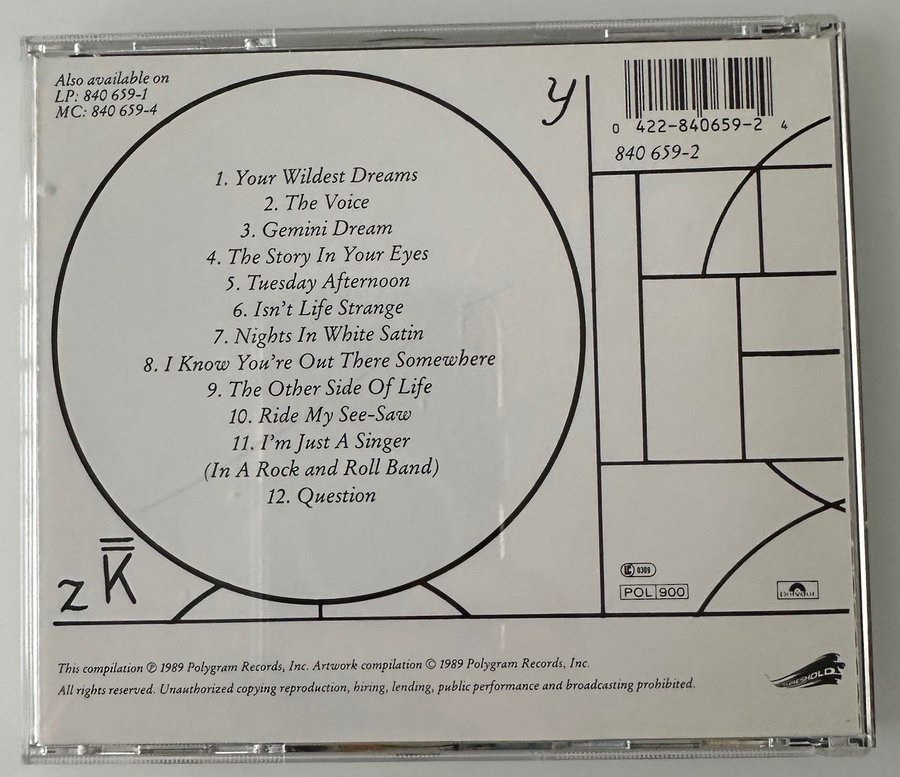 Also available on
LP: 840 659-1
MC: 840 659-4
y
0 422-840659-2 4
840 659-2
1. Your Wildest Dreams
2. The Voice
3. Gemini Dream
4. The Story In Your Eyes
5. Tuesday Afternoon
6. Isn't Life Strange
7. Nights In White Satin
8. I Know You're Out There Somewhere
9. The Other Side Of Life
10. Ride My See-Saw
11. I'm Just A Singer
(In A Rock and Roll Band)
12. Question
z K
LC 0309
POL 900
Polydor
This compilation ℗ 1989 Polygram Records, Inc. Artwork compilation © 1989 Polygram Records, Inc.
All rights reserved. Unauthorized copying reproduction, hiring, lending, public performance and broadcasting prohibited.
THRESHOLD